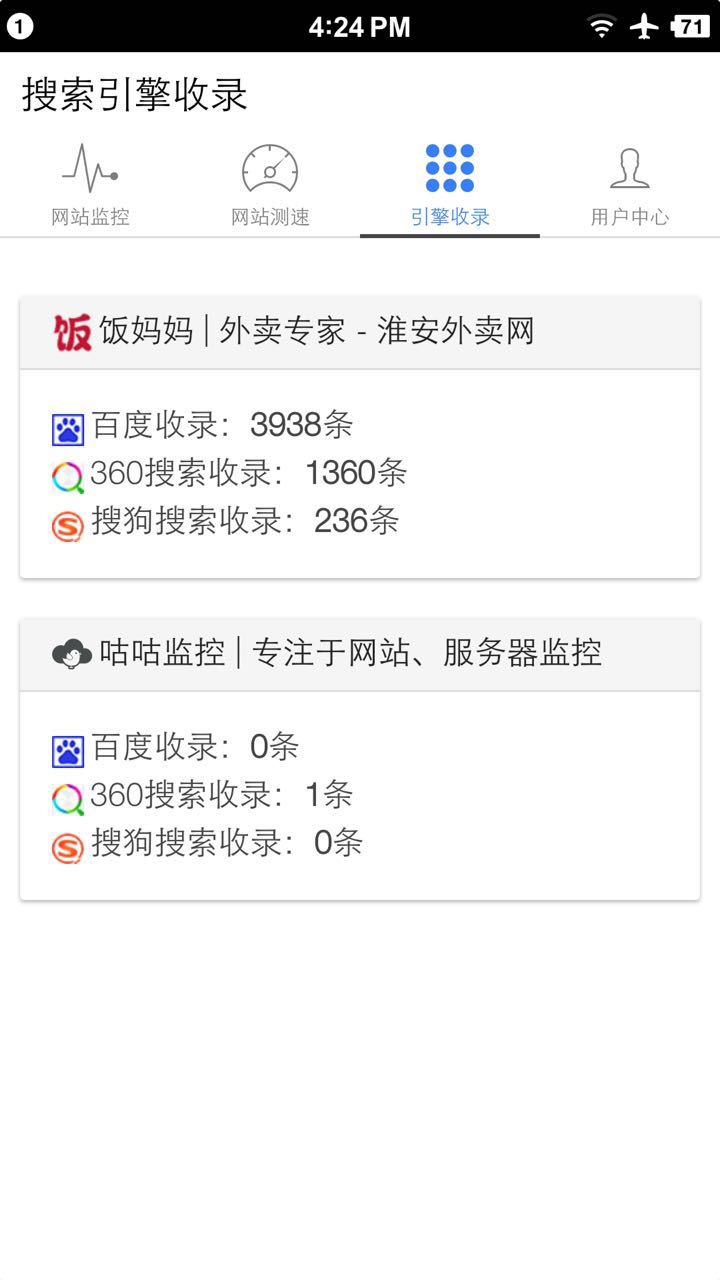 1
4:24 PM
71
搜索引擎收录
网站监控
网站测速
引擎收录
用户中心
饭 饭妈妈 | 外卖专家 - 淮安外卖网
百度收录：3938条
360搜索收录：1360条
S 搜狗搜索收录：236条
咕咕监控 | 专注于网站、服务器监控
百度收录：0条
360搜索收录：1条
S 搜狗搜索收录：0条